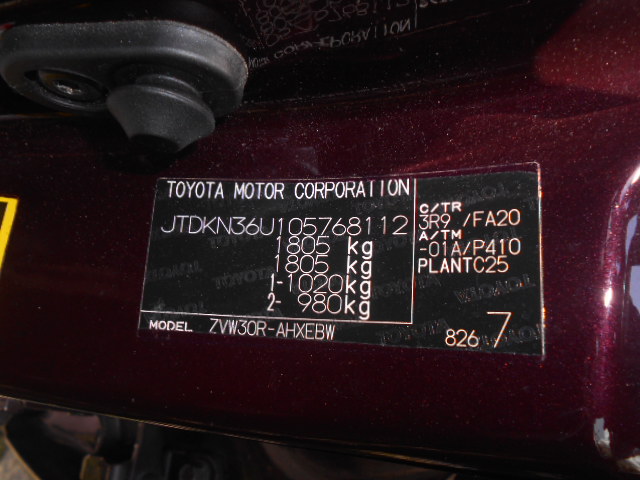 TOYOTA MOTOR CORPORATION
JTDKN36U105768112
1805 kg
1805 kg
1-1020kg
2- 980kg
MODEL ZVW30R-AHXEBW
C/TR
3R9 /FA20
A/TM
-01A/P410
PLANTC25
826 7